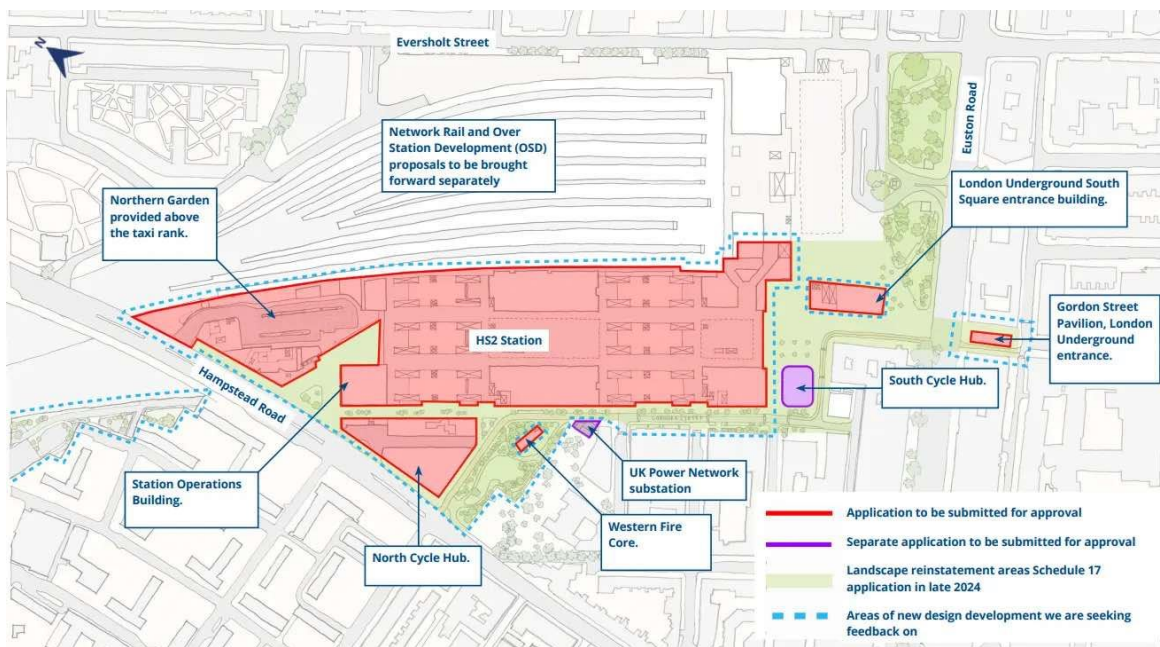 N
Eversholt Street
Euston Road
Network Rail and Over
Station Development (OSD)
proposals to be brought
forward separately
Northern Garden
provided above
the taxi rank.
London Underground South
Square entrance building.
HS2 Station
Gordon Street
Pavilion, London
Underground
entrance.
Hampstead Road
South Cycle Hub.
Station Operations
Building.
UK Power Network
substation
Western Fire
Core.
North Cycle Hub.
Application to be submitted for approval
Separate application to be submitted for approval
Landscape reinstatement areas Schedule 17
application in late 2024
Areas of new design development we are seeking
feedback on